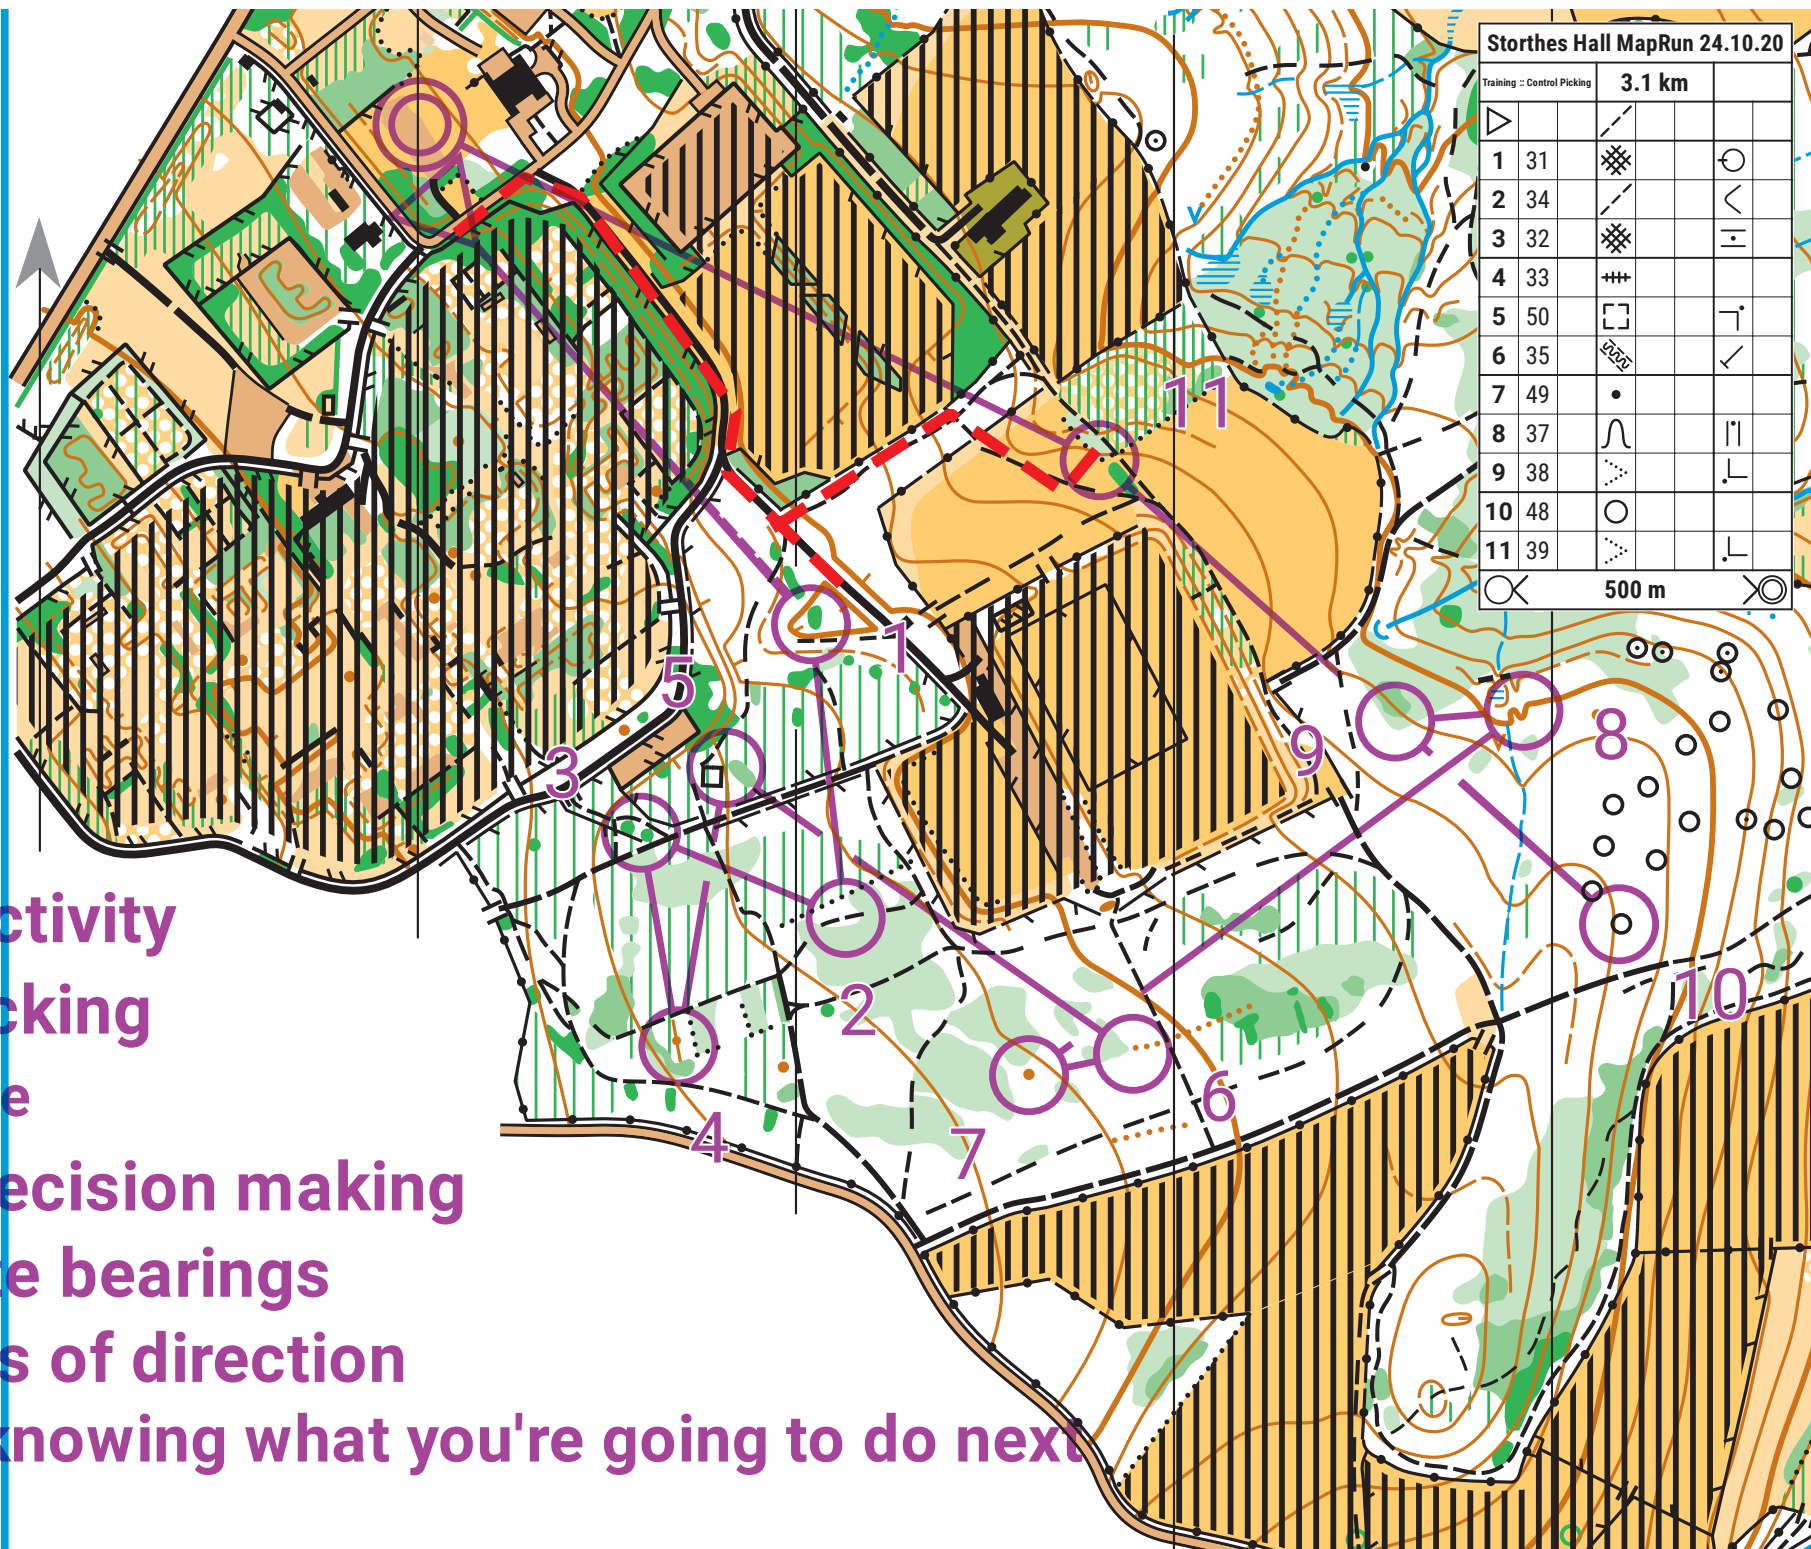 Storthes Hall MapRun 24.10.20
Training :: Control Picking 3.1 km
1 31
2 34
3 32
4 33
5 50
6 35
7 49
8 37
9 38
10 48
11 39
500 m
11
1
5
3
9
8
2
10
6
4
7
ctivity
cking
e
ecision making
te bearings
s of direction
knowing what you're going to do next